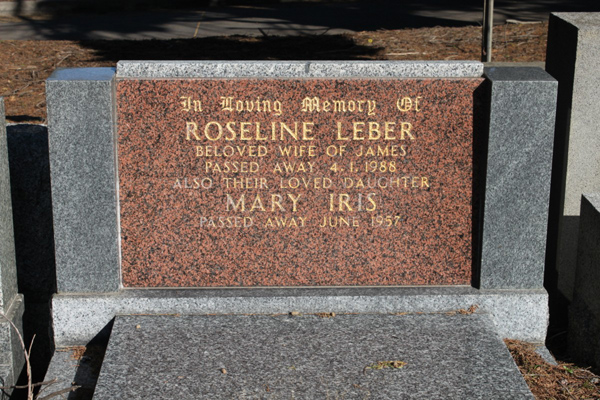 In Loving Memory Of
ROSELINE LEBER
BELOVED WIFE OF JAMES
PASSED AWAY 4.1.1988
ALSO THEIR LOVED DAUGHTER
MARY IRIS
PASSED AWAY JUNE 1957